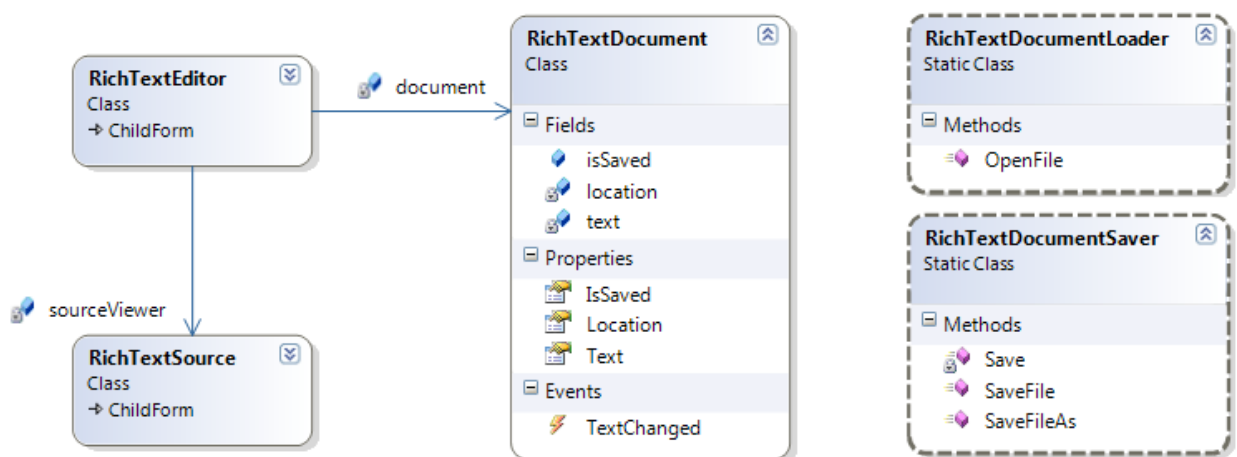 RichTextEditor
Class
ChildForm
document
sourceViewer
RichTextSource
Class
ChildForm
RichTextDocument
Class
Fields
isSaved
location
text
Properties
IsSaved
Location
Text
Events
TextChanged
RichTextDocumentLoader
Static Class
Methods
OpenFile
RichTextDocumentSaver
Static Class
Methods
Save
SaveFile
SaveFileAs